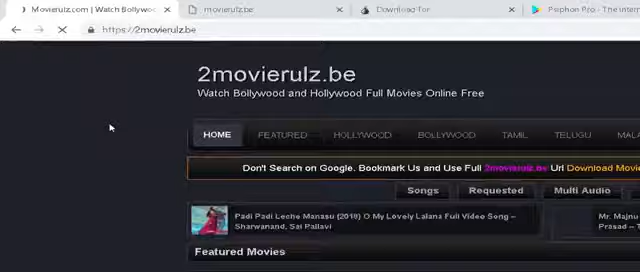 Movierulz.com | Watch Bollywoo
movierulz.be
Download Tor
Psiphon Pro - The Inter
https://2movierulz.be
2movierulz.be
Watch Bollywood and Hollywood Full Movies Online Free
HOME FEATURED HOLLYWOOD BOLLYWOOD TAMIL TELUGU MALA
Don't Search on Google. Bookmark Us and Use Full 2movierulz.be Url Download Movie
Songs Requested Multi Audio
Padi Padi Leche Manasu (2018) O My Lovely Lalana Full Video Song –
Sharwanand, Sai Pallavi
Mr. Majnu
Prasad – T
Featured Movies